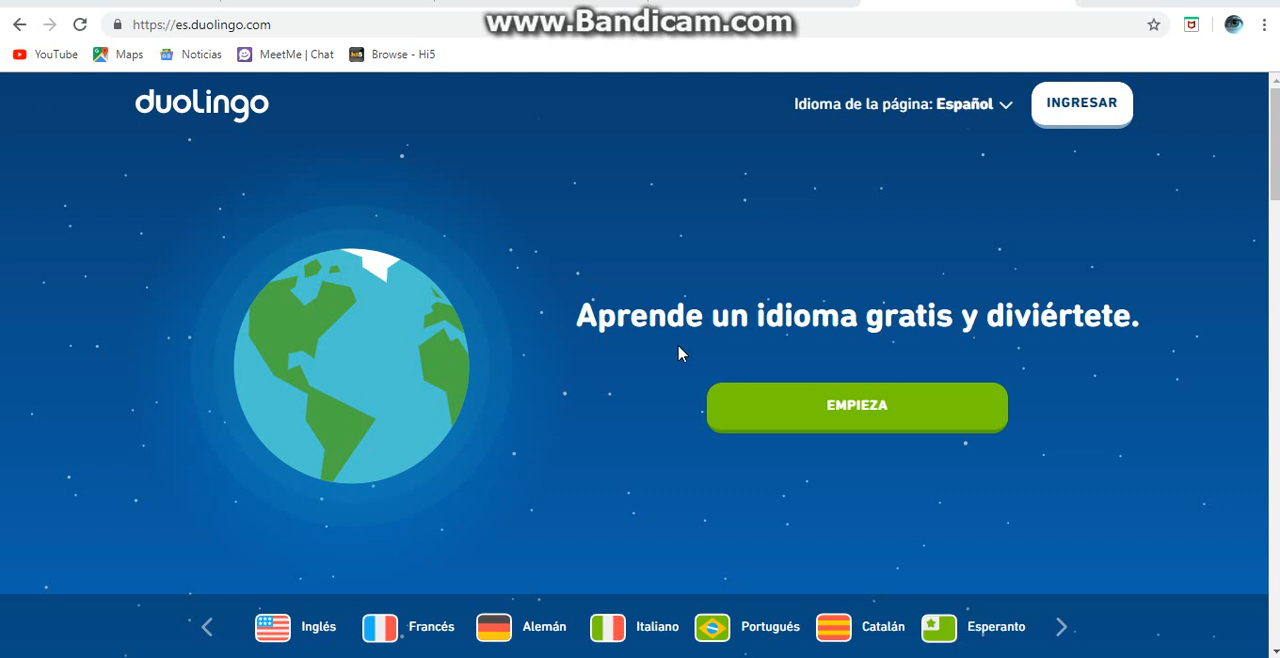 www.Bandicam.com
https://es.duolingo.com
YouTube Maps Noticias MeetMe | Chat Browse - Hi5
duolingo Idioma de la página: Español INGRESAR
Aprende un idioma gratis y diviértete.
EMPIEZA
Inglés Francés Alemán Italiano Portugués Catalán Esperanto